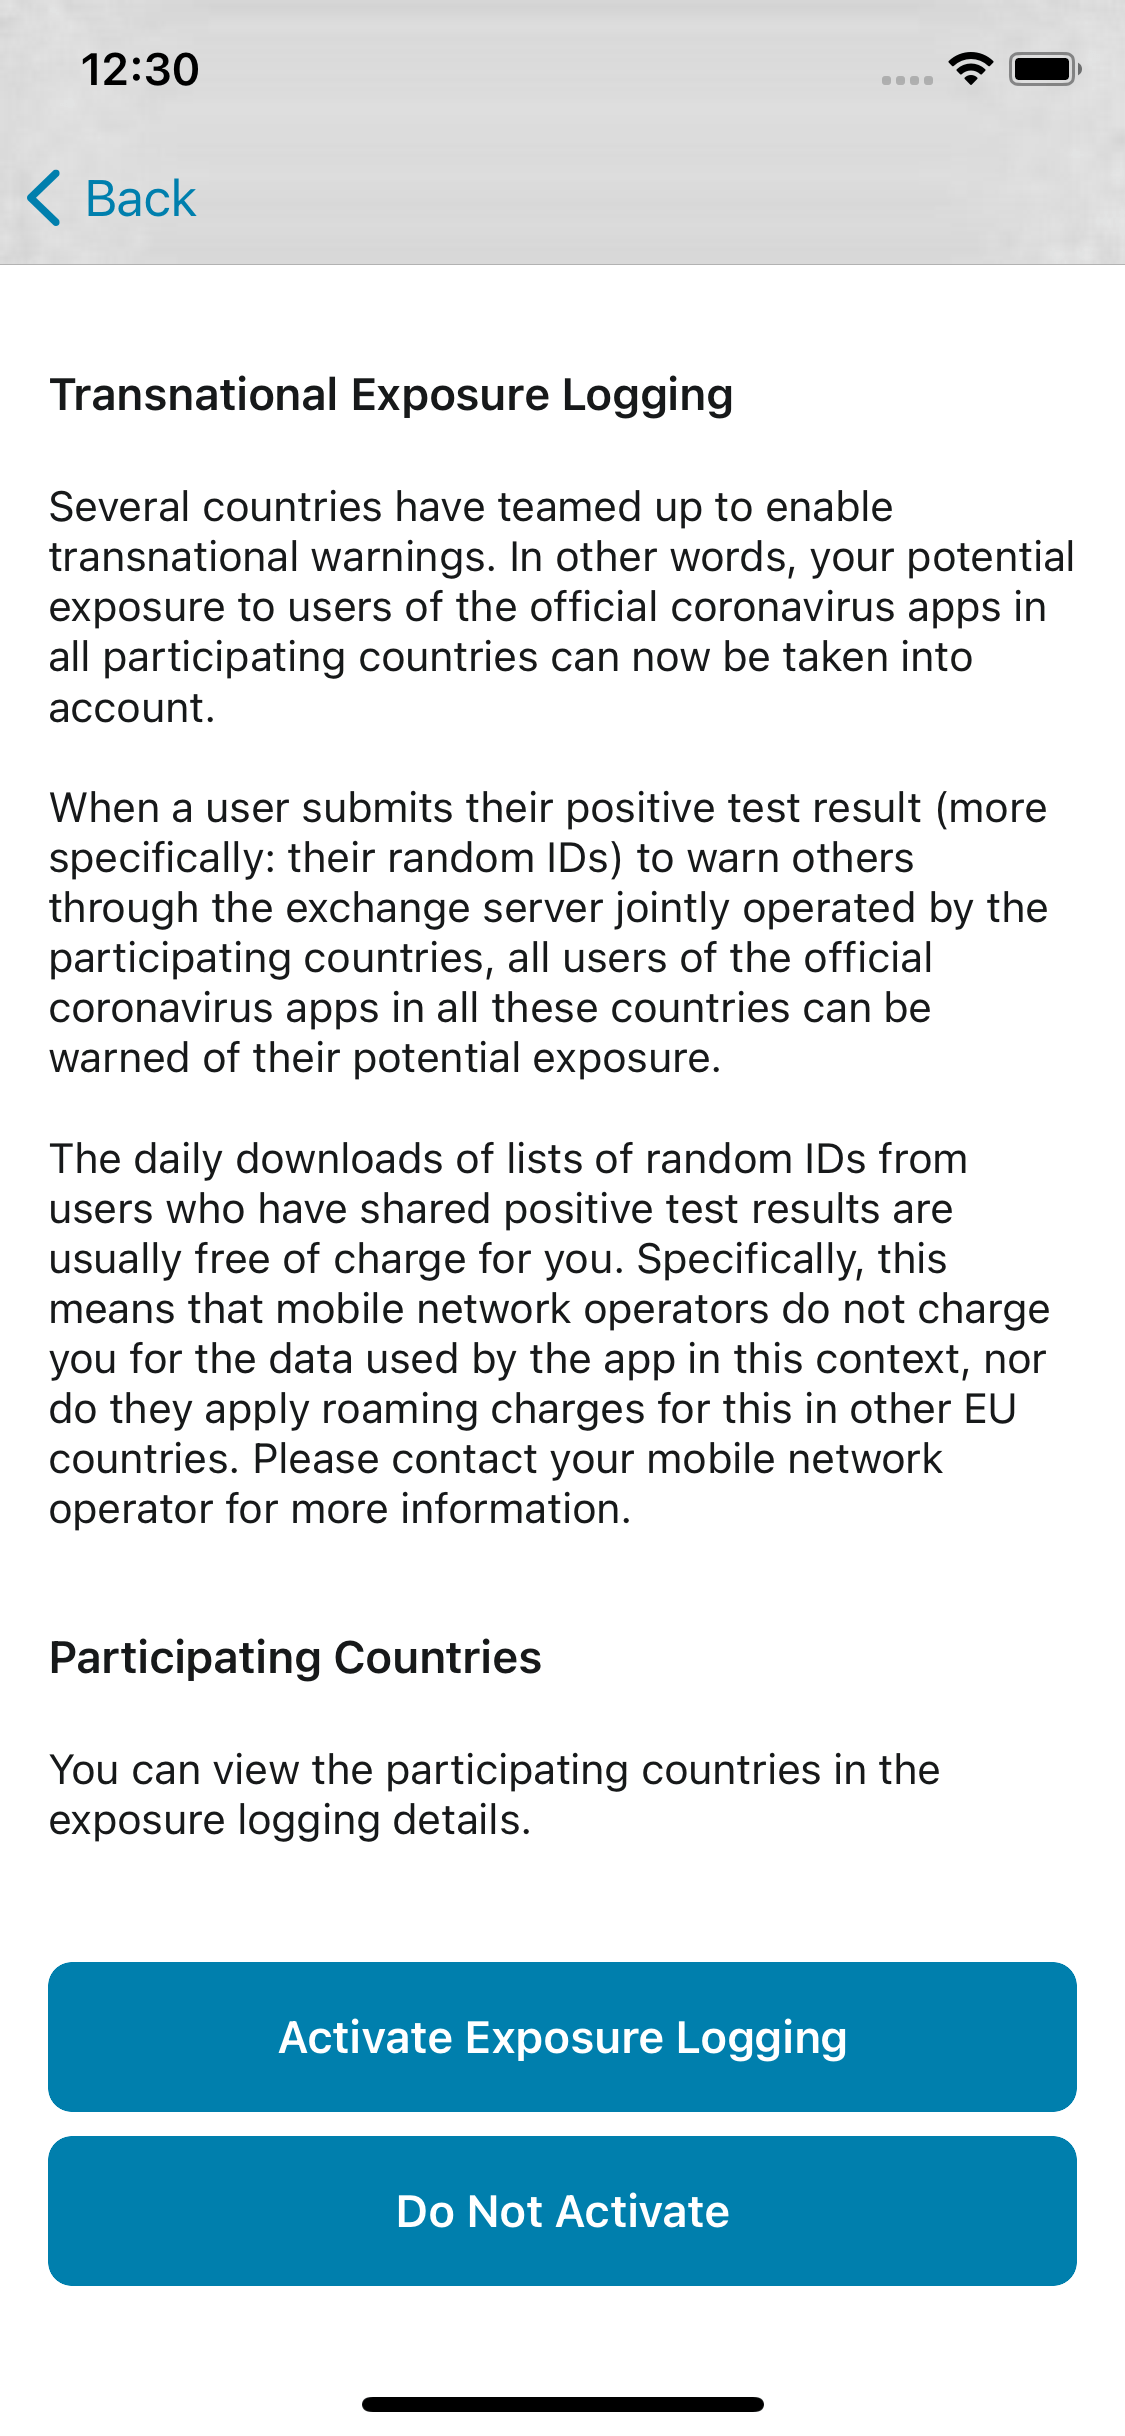 12:30
Back
Transnational Exposure Logging
Several countries have teamed up to enable
transnational warnings. In other words, your potential
exposure to users of the official coronavirus apps in
all participating countries can now be taken into
account.
When a user submits their positive test result (more
specifically: their random IDs) to warn others
through the exchange server jointly operated by the
participating countries, all users of the official
coronavirus apps in all these countries can be
warned of their potential exposure.
The daily downloads of lists of random IDs from
users who have shared positive test results are
usually free of charge for you. Specifically, this
means that mobile network operators do not charge
you for the data used by the app in this context, nor
do they apply roaming charges for this in other EU
countries. Please contact your mobile network
operator for more information.
Participating Countries
You can view the participating countries in the
exposure logging details.
Activate Exposure Logging
Do Not Activate